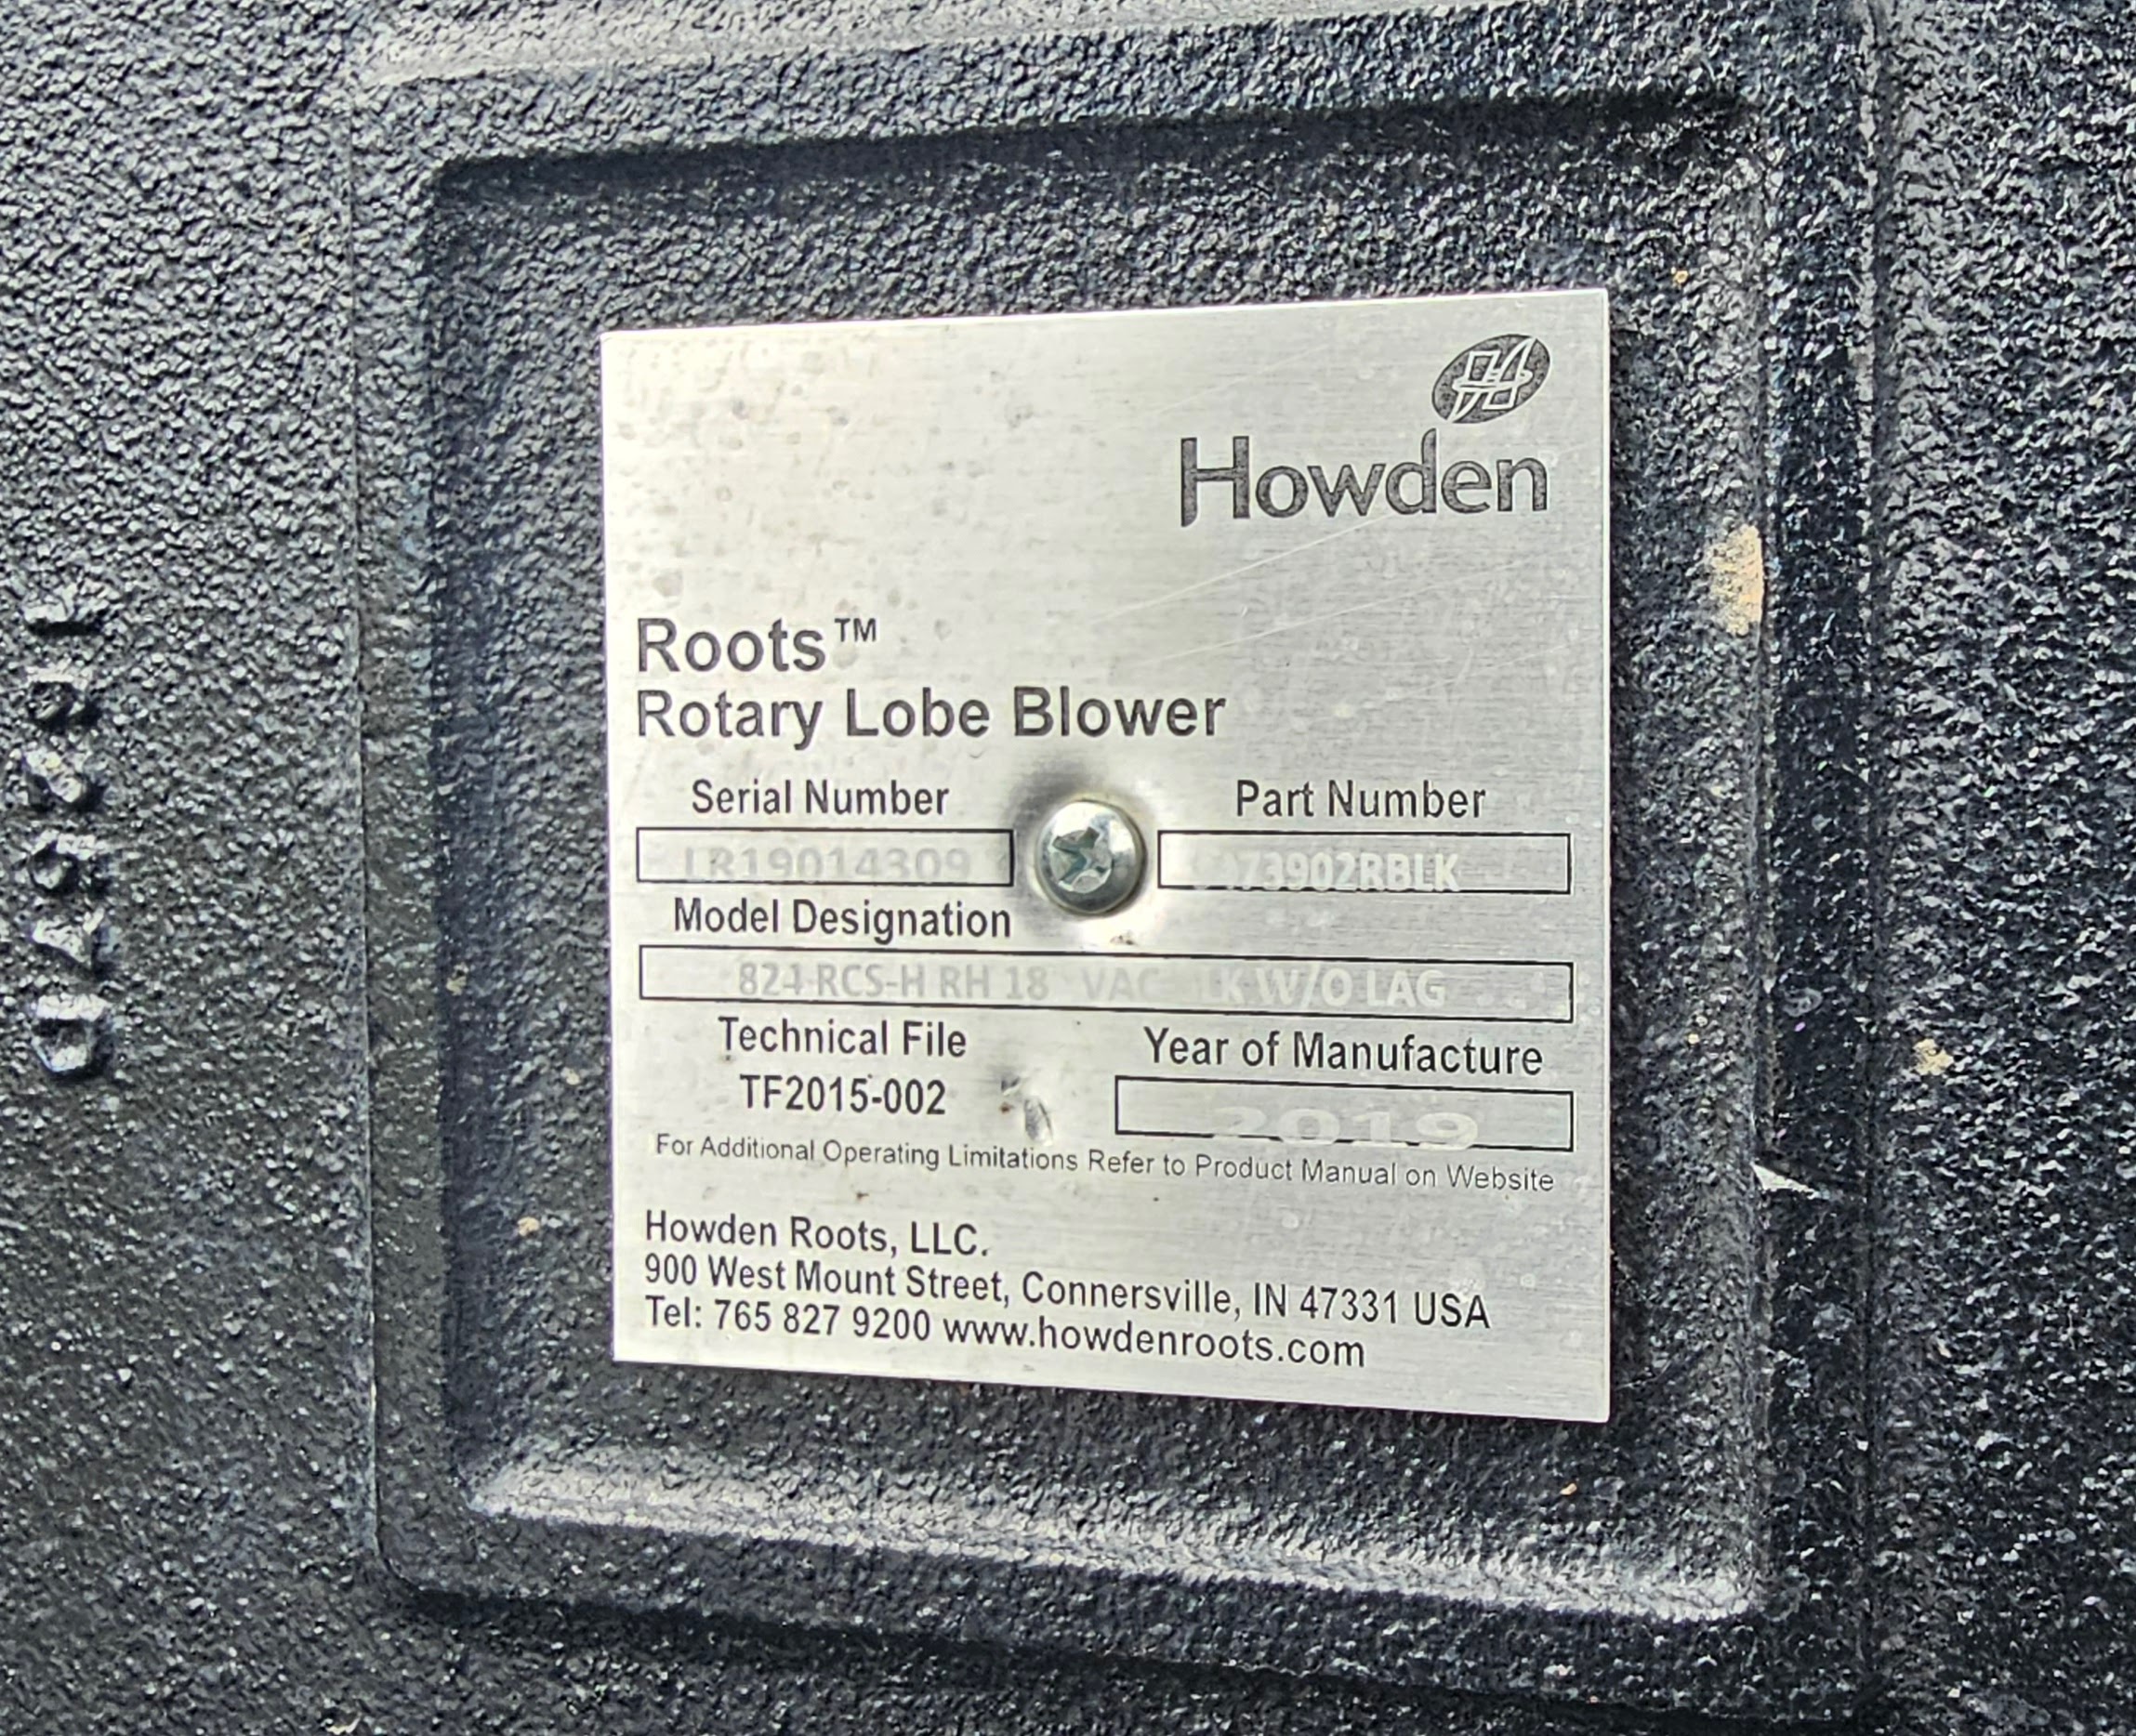 Howden
Roots™
Rotary Lobe Blower
Serial Number
Part Number
LR19014309
Model Designation
RCS-H RH 18 VAC W/O LAG
Technical File
Year of Manufacture
TF2015-002
2019
For Additional Operating Limitations Refer to Product Manual on Website
Howden Roots, LLC.
900 West Mount Street, Connersville, IN 47331 USA
Tel: 765 827 9200 www.howdenroots.com